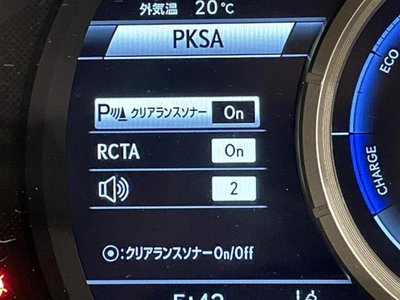 外気温 20℃
PKSA
P クリアランスソナー On
RCTA On
2
⦿:クリアランスソナーOn/Off
ECO
CHARGE